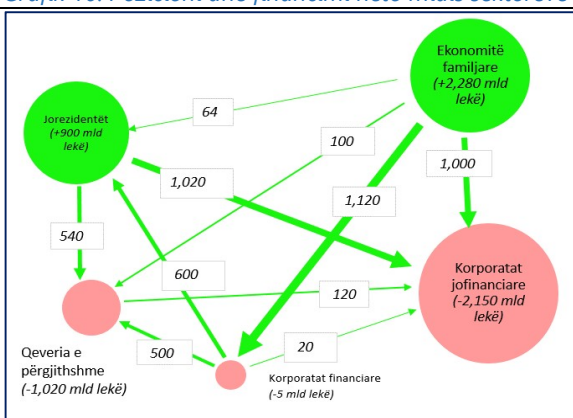 Ekonomitë
familjare
(+2,280 mld
lekë)
Jorezidentët
(+900 mld
lekë)
64
100
1,000
1,020
1,120
540
600
Korporatat
jofinanciare
(-2,150 mld
lekë)
120
Qeveria e
përgjithshme
(-1,020 mld lekë)
500
20
Korporatat financiare
(-5 mld lekë)